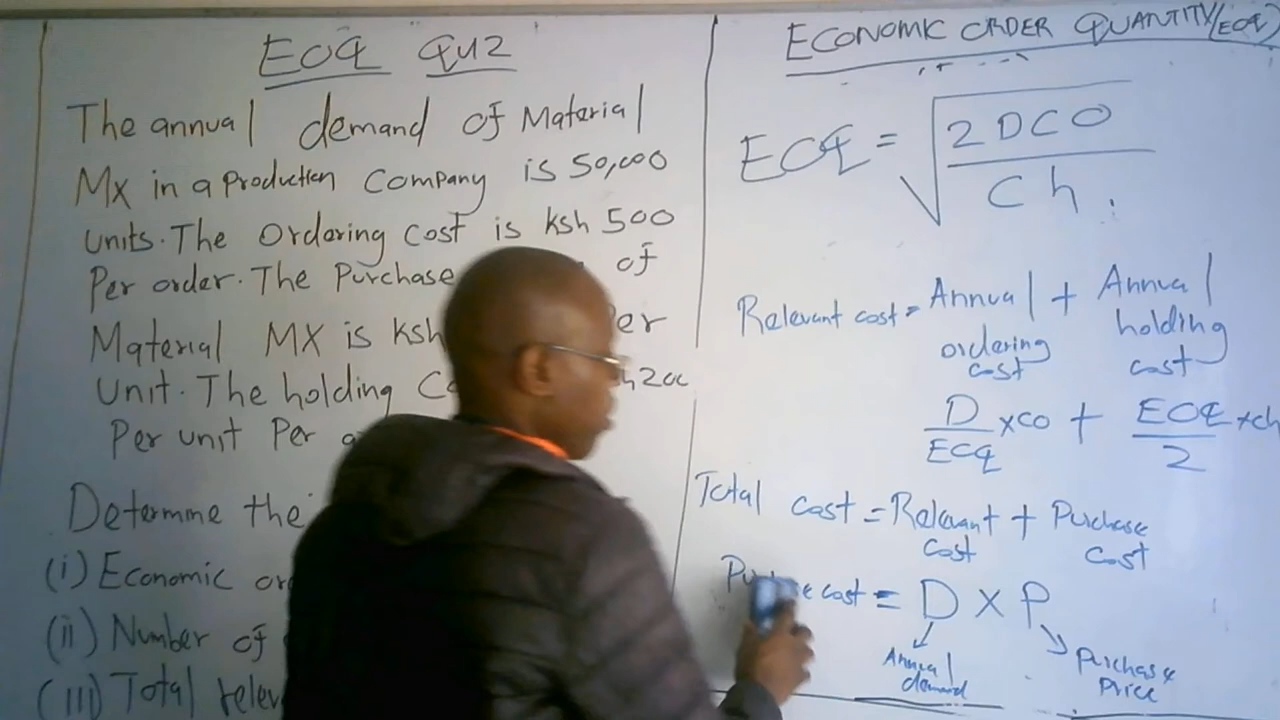 EOQ QU2
The annual demand of Material
MX in a Production Company is 50,000
units. The Ordering Cost is ksh 500
Per order. The Purchase of
Material MX is ksh Per
Unit. The holding
Per unit Per
Determine the
(i) Economic
(ii) Number of
(iii) Total
ECONOMIC ORDER QUANTITY (EOQ)
EOQ = √ 2DCO
Ch.
Relevant cost = Annual + Annual
ordering holding
cost cost
D ×CO + EOQ ×Ch
EOQ 2
Total Cost = Relevant + Purchase
Cost Cost
cost = D × P
Annual Purchase
demand Price